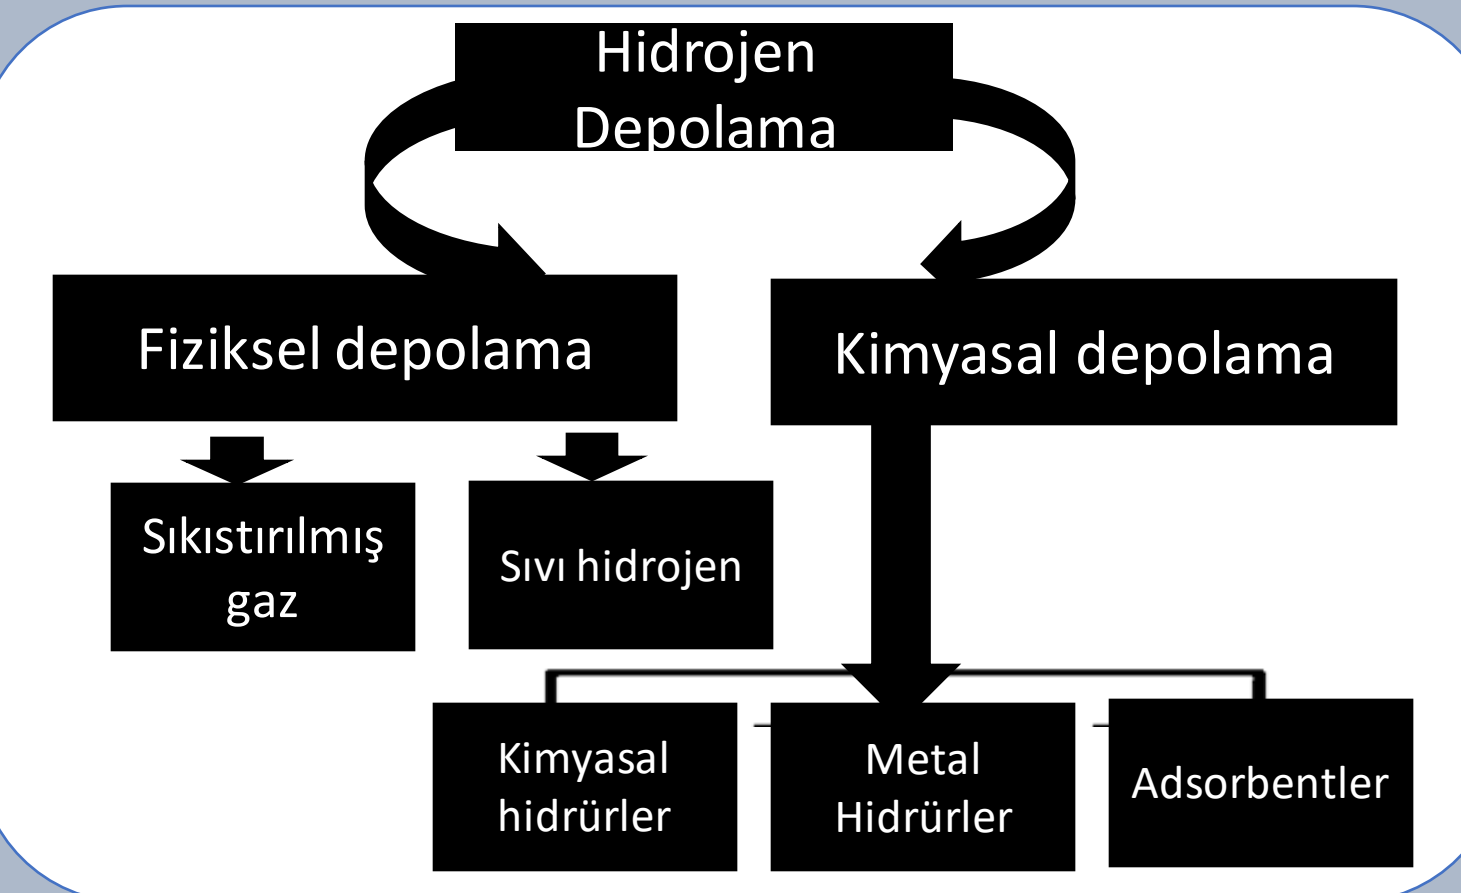 Hidrojen
Depolama
Fiziksel depolama
Kimyasal depolama
Sıkıstırılmış
gaz
Sıvı hidrojen
Kimyasal
hidrürler
Metal
Hidrürler
Adsorbentler